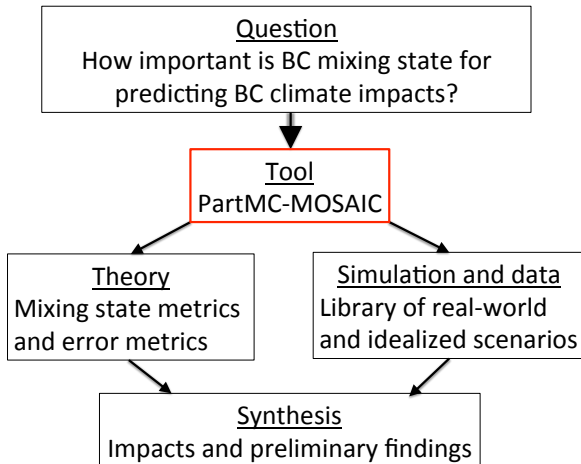 Question
How important is BC mixing state for
predicting BC climate impacts?
Tool
PartMC-MOSAIC
Theory
Mixing state metrics
and error metrics
Simulation and data
Library of real-world
and idealized scenarios
Synthesis
Impacts and preliminary findings